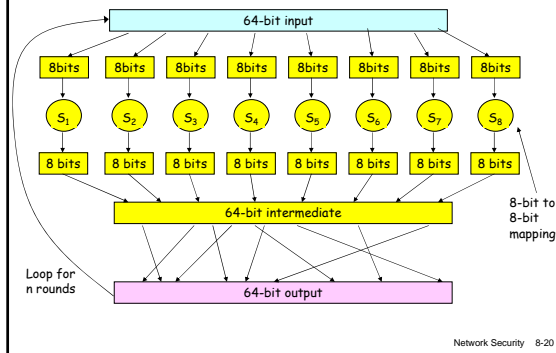 64-bit input
8bits 8bits 8bits 8bits 8bits 8bits 8bits 8bits
S1 S2 S3 S4 S5 S6 S7 S8
8 bits 8 bits 8 bits 8 bits 8 bits 8 bits 8 bits 8 bits
64-bit intermediate
8-bit to
8-bit
mapping
Loop for
n rounds
64-bit output
Network Security 8-20